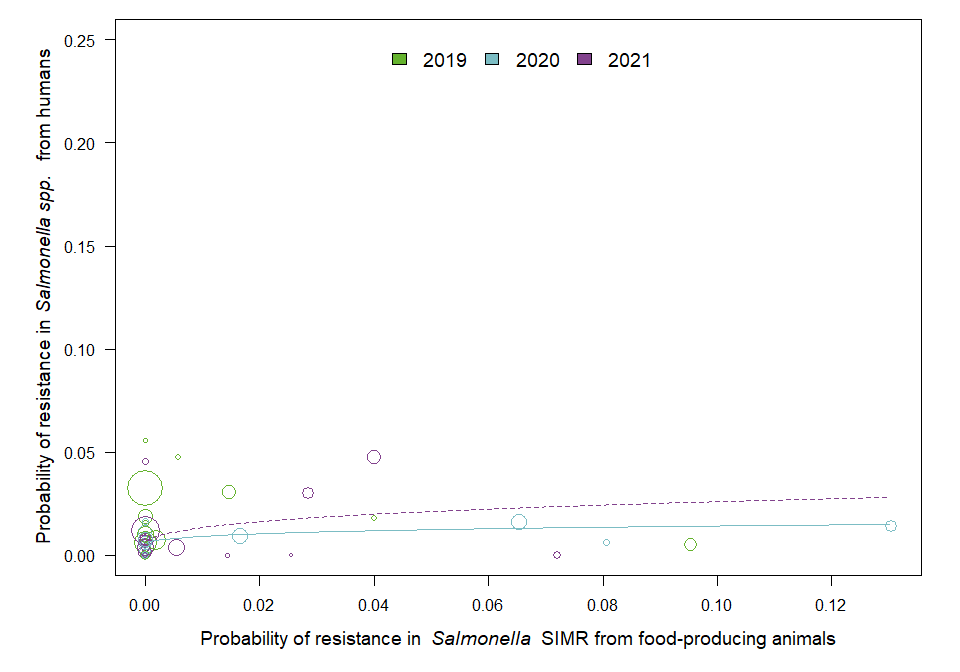 2019 2020 2021
0.25
0.20
0.15
0.10
0.05
0.00
Probability of resistance in Salmonella spp. from humans
0.00 0.02 0.04 0.06 0.08 0.10 0.12
Probability of resistance in Salmonella SIMR from food-producing animals